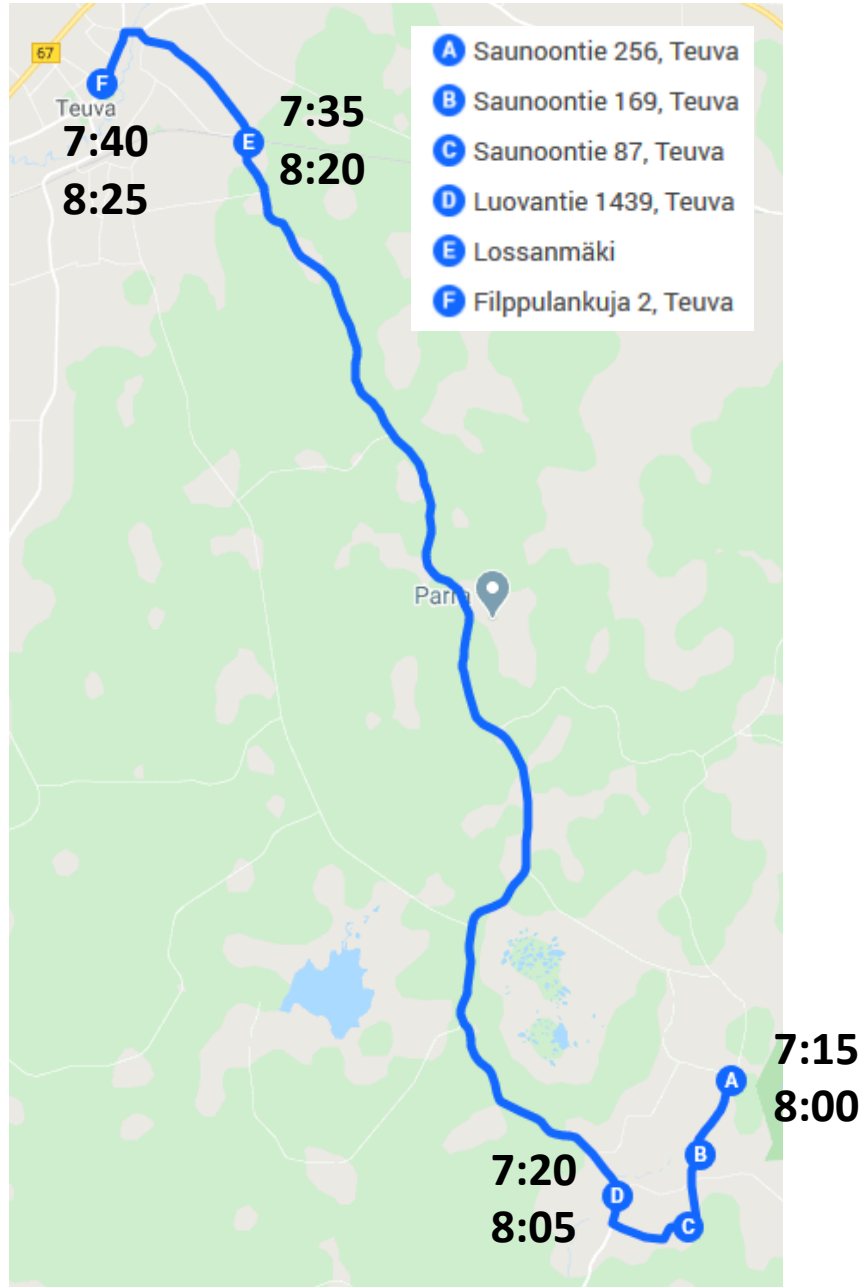 67
F
Teuva
7:40
8:25
E
7:35
8:20
A Saunoontie 256, Teuva
B Saunoontie 169, Teuva
C Saunoontie 87, Teuva
D Luovantie 1439, Teuva
E Lossanmäki
F Filppulankuja 2, Teuva
Parra
7:15
8:00
A
B
7:20
8:05
D
C